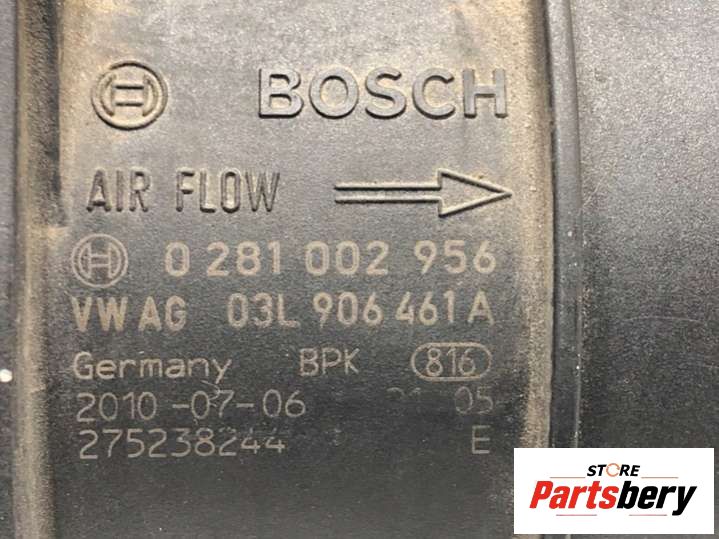 BOSCH
AIR FLOW
0 281 002 956
VW AG 03L 906 461 A
Germany BPK 816
2010-07-06 05
275238244 E
STORE
Partsbery